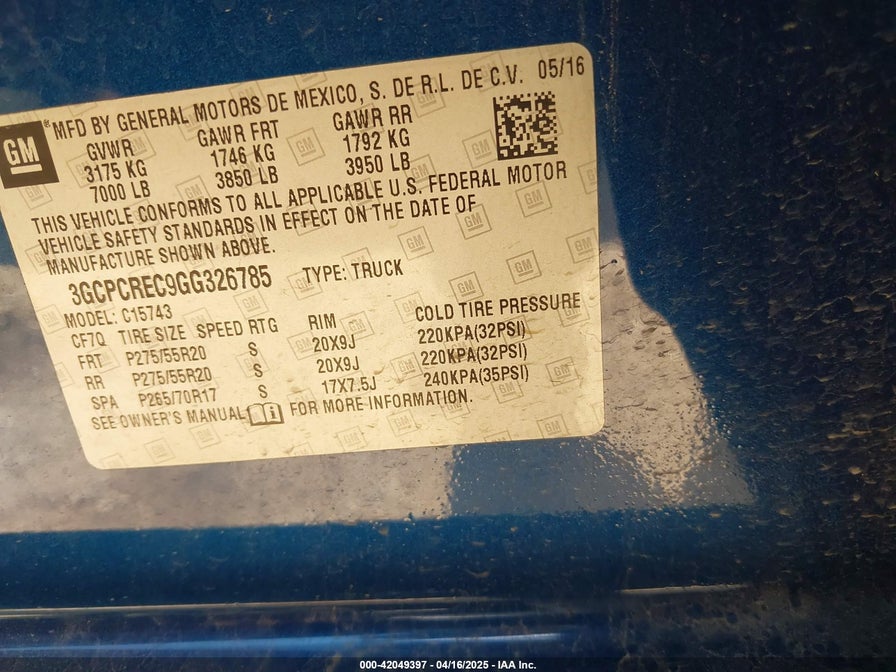 GM® MFD BY GENERAL MOTORS DE MEXICO, S. DE R.L. DE C.V. 05/16
GVWR GAWR FRT GAWR RR
3175 KG 1746 KG 1792 KG
7000 LB 3850 LB 3950 LB
THIS VEHICLE CONFORMS TO ALL APPLICABLE U.S. FEDERAL MOTOR
VEHICLE SAFETY STANDARDS IN EFFECT ON THE DATE OF
MANUFACTURE SHOWN ABOVE.
3GCPCREC9GG326785 TYPE: TRUCK
MODEL: C15743
CF7Q TIRE SIZE SPEED RTG RIM COLD TIRE PRESSURE
FRT P275/55R20 S 20X9J 220KPA(32PSI)
RR P275/55R20 S 20X9J 220KPA(32PSI)
SPA P265/70R17 S 17X7.5J 240KPA(35PSI)
SEE OWNER'S MANUAL FOR MORE INFORMATION.
000-42049397 - 04/16/2025 - IAA Inc.